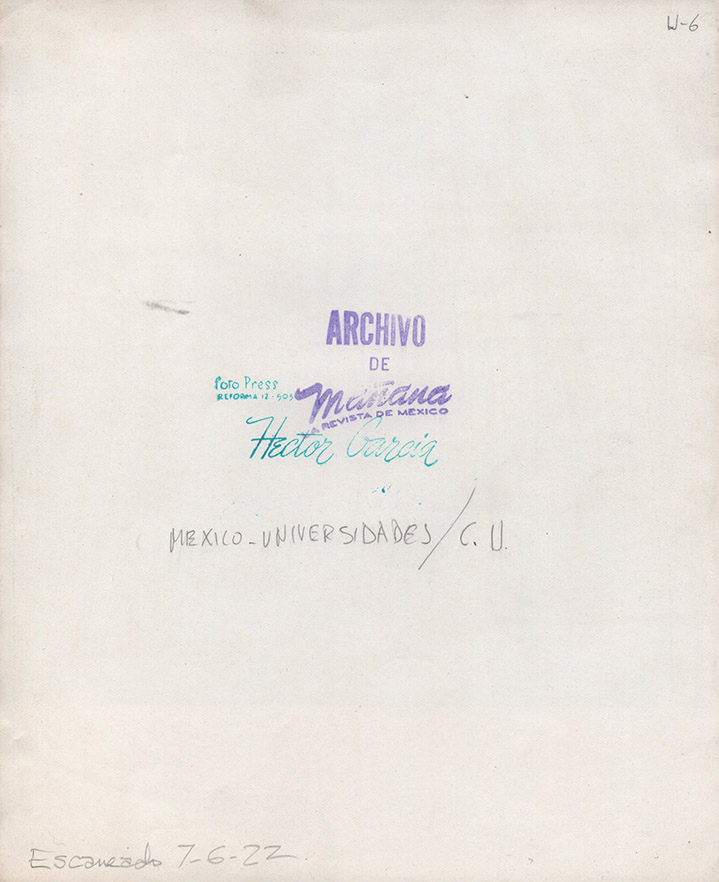 W-6
ARCHIVO
DE
Mañana
LA REVISTA DE MEXICO
Foto Press
REFORMA 12-503
Hector Garcia
MEXICO-UNIVERSIDADES/C.U.
Escaneado 7-6-22